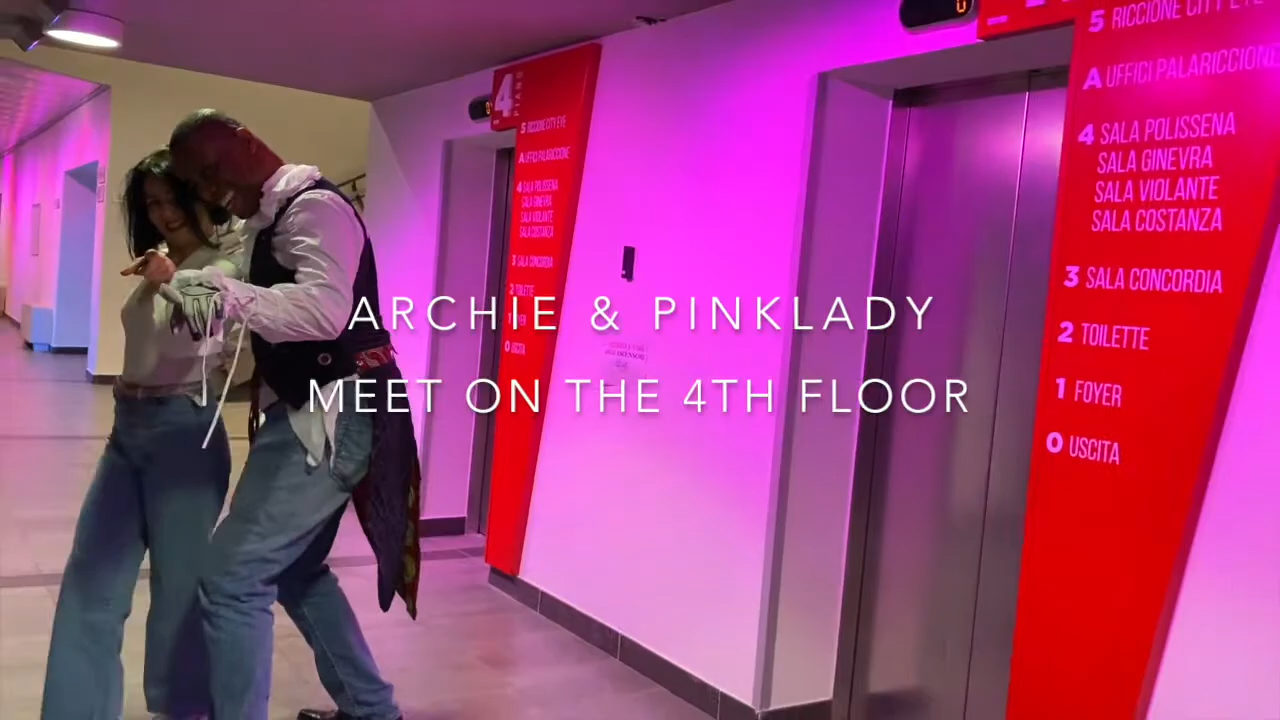 ARCHIE & PINKLADY
MEET ON THE 4TH FLOOR
4 PIANO
5 RICCIONE CITY EYE
A UFFICI PALARICCIONE
4 SALA POLISSENA
SALA GINEVRA
SALA VIOLANTE
SALA COSTANZA
3 SALA CONCORDIA
2 TOILETTE
0 USCITA
5 RICCIONE CITY EYE
A UFFICI PALARICCIONE
4 SALA POLISSENA
SALA GINEVRA
SALA VIOLANTE
SALA COSTANZA
3 SALA CONCORDIA
2 TOILETTE
1 FOYER
0 USCITA